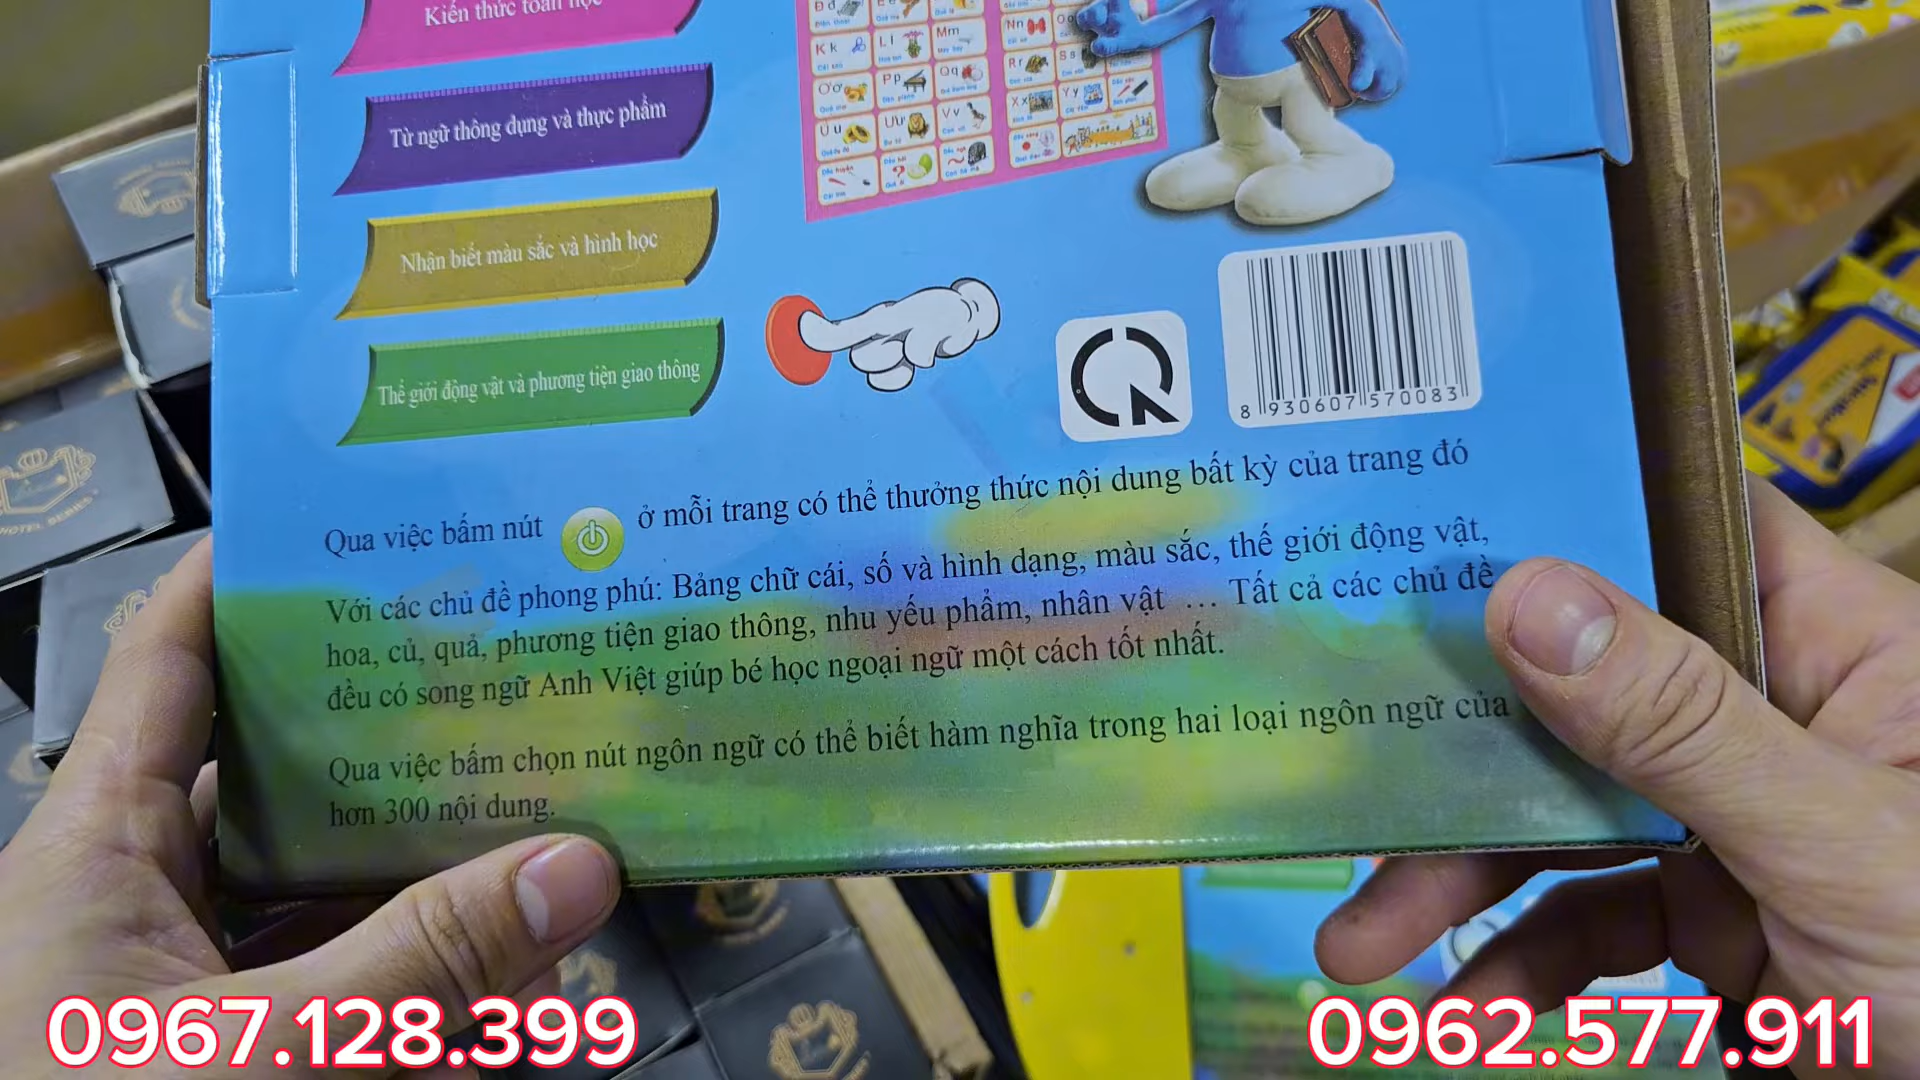 Kiến thức toán học
Từ ngữ thông dụng và thực phẩm
Nhận biết màu sắc và hình học
Thế giới động vật và phương tiện giao thông
K k
L l
Mm
Nn
Ơ ơ
P p
Q q
R r
S s
U u
Ư ư
V v
X x
Y y
8 930607 570083
Qua việc bấm nút ở mỗi trang có thể thưởng thức nội dung bất kỳ của trang đó
Với các chủ đề phong phú: Bảng chữ cái, số và hình dạng, màu sắc, thế giới động vật,
hoa, củ, quả, phương tiện giao thông, nhu yếu phẩm, nhân vật ... Tất cả các chủ đề
đều có song ngữ Anh Việt giúp bé học ngoại ngữ một cách tốt nhất.
Qua việc bấm chọn nút ngôn ngữ có thể biết hàm nghĩa trong hai loại ngôn ngữ của
hơn 300 nội dung.
0967.128.399
0962.577.911